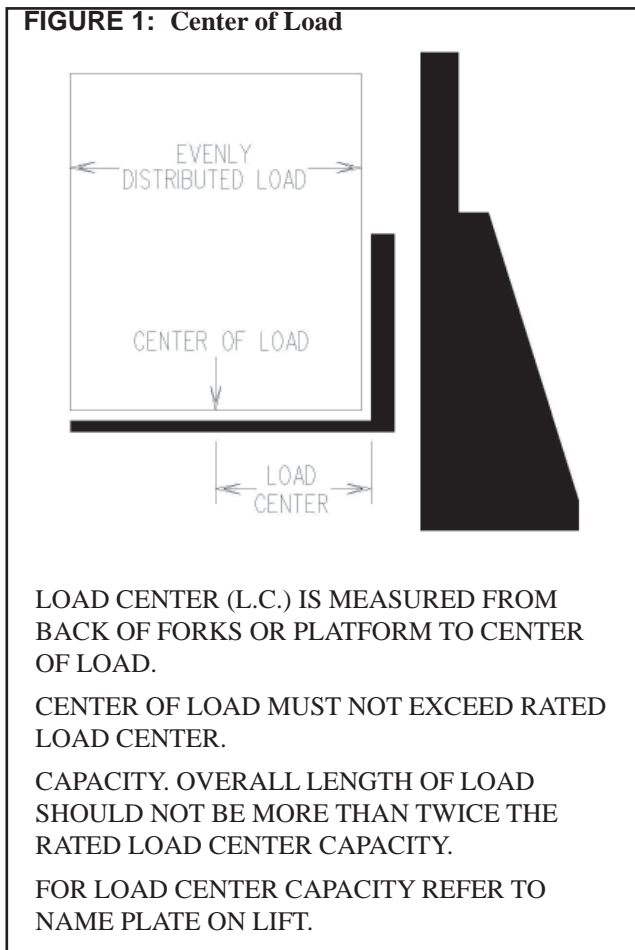 FIGURE 1: Center of Load
EVENLY
DISTRIBUTED LOAD
CENTER OF LOAD
LOAD
CENTER
LOAD CENTER (L.C.) IS MEASURED FROM
BACK OF FORKS OR PLATFORM TO CENTER
OF LOAD.
CENTER OF LOAD MUST NOT EXCEED RATED
LOAD CENTER.
CAPACITY. OVERALL LENGTH OF LOAD
SHOULD NOT BE MORE THAN TWICE THE
RATED LOAD CENTER CAPACITY.
FOR LOAD CENTER CAPACITY REFER TO
NAME PLATE ON LIFT.